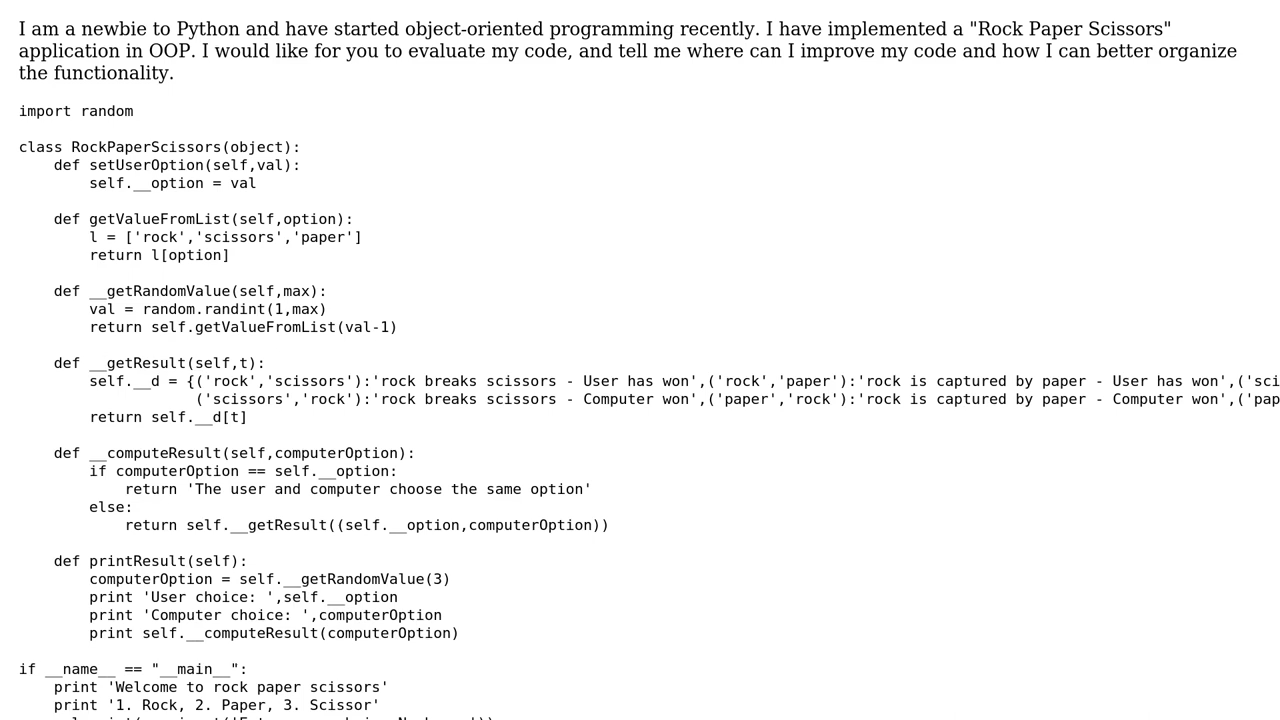 I am a newbie to Python and have started object-oriented programming recently. I have implemented a "Rock Paper Scissors"
application in OOP. I would like for you to evaluate my code, and tell me where can I improve my code and how I can better organize
the functionality.
import random
class RockPaperScissors(object):
    def setUserOption(self,val):
        self.__option = val
    def getValueFromList(self,option):
        l = ['rock','scissors','paper']
        return l[option]
    def __getRandomValue(self,max):
        val = random.randint(1,max)
        return self.getValueFromList(val-1)
    def __getResult(self,t):
        self.__d = {('rock','scissors'):'rock breaks scissors - User has won',('rock','paper'):'rock is captured by paper - User has won',('sci
                    ('scissors','rock'):'rock breaks scissors - Computer won',('paper','rock'):'rock is captured by paper - Computer won',('pap
        return self.__d[t]
    def __computeResult(self,computerOption):
        if computerOption == self.__option:
            return 'The user and computer choose the same option'
        else:
            return self.__getResult((self.__option,computerOption))
    def printResult(self):
        computerOption = self.__getRandomValue(3)
        print 'User choice: ',self.__option
        print 'Computer choice: ',computerOption
        print self.__computeResult(computerOption)
if __name__ == "__main__":
    print 'Welcome to rock paper scissors'
    print '1. Rock, 2. Paper, 3. Scissor'